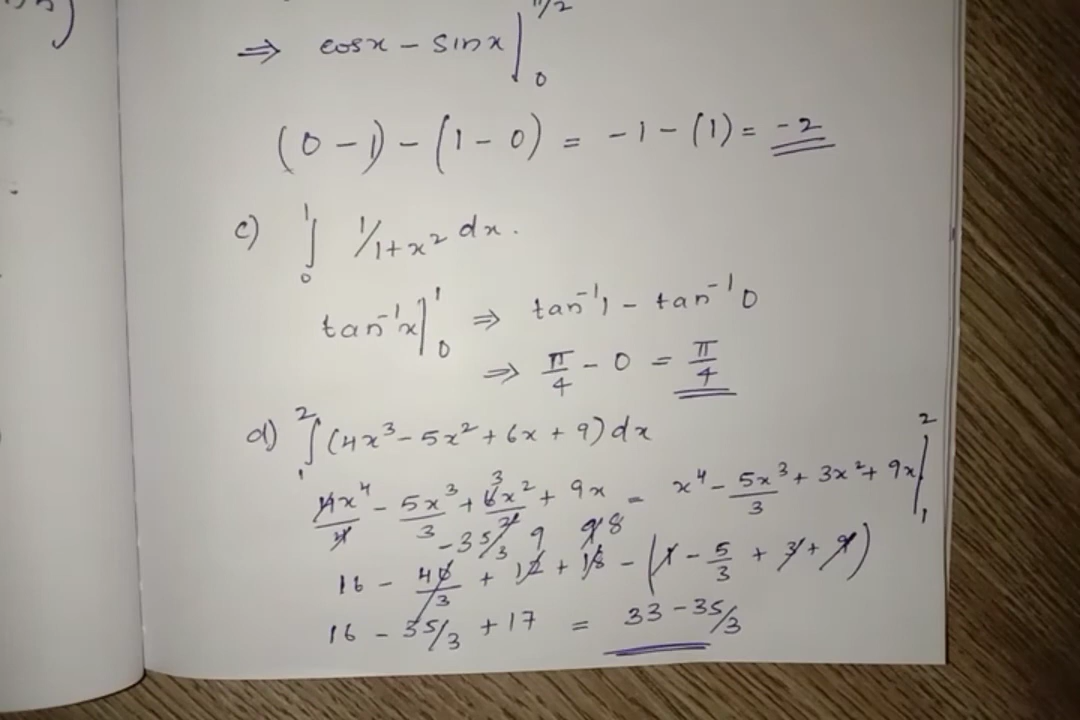 π/2
⇒ cosx - sinx |
0
(0 - 1) - (1 - 0) = -1 - (1) = -2
c) ∫₀¹ 1/1+x² dx.
tan⁻¹x|₀¹ ⇒ tan⁻¹1 - tan⁻¹0
⇒ π/4 - 0 = π/4
d) ∫₁² (4x³ - 5x² + 6x + 9) dx
4x⁴/4 - 5x³/3 + 6x²/2 + 9x = x⁴ - 5x³/3 + 3x² + 9x |₁²
3
-35/3 9 9 8
16 - 40/3 + 12 + 18 - (1 - 5/3 + 3 + 9)
16 - 35/3 + 17 = 33 - 35/3